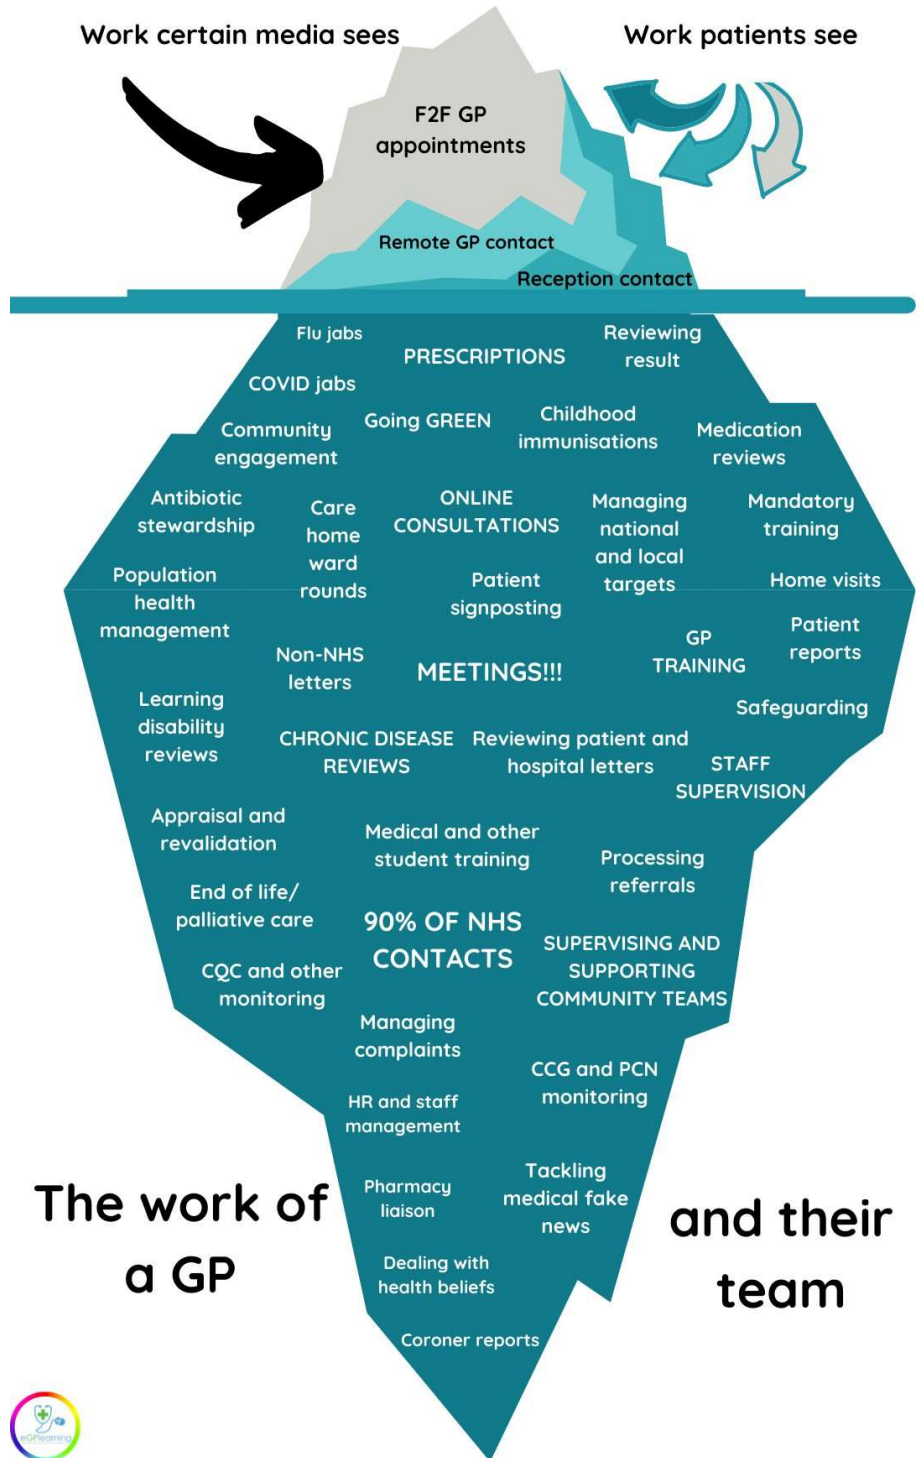 Work certain media sees
Work patients see
F2F GP
appointments
Remote GP contact
Reception contact
Flu jabs
PRESCRIPTIONS
Reviewing
result
COVID jabs
Going GREEN
Childhood
immunisations
Community
engagement
Medication
reviews
Antibiotic
stewardship
Care
home
ward
rounds
ONLINE
CONSULTATIONS
Managing
national
and local
targets
Mandatory
training
Population
health
management
Patient
signposting
Home visits
Non-NHS
letters
MEETINGS!!!
GP
TRAINING
Patient
reports
Learning
disability
reviews
Safeguarding
CHRONIC DISEASE
REVIEWS
Reviewing patient and
hospital letters
STAFF
SUPERVISION
Appraisal and
revalidation
Medical and other
student training
Processing
referrals
End of life/
palliative care
90% OF NHS
CONTACTS
SUPERVISING AND
SUPPORTING
COMMUNITY TEAMS
CQC and other
monitoring
Managing
complaints
CCG and PCN
monitoring
HR and staff
management
Pharmacy
liaison
Tackling
medical fake
news
Dealing with
health beliefs
Coroner reports
The work of
a GP
and their
team
eGPlearning